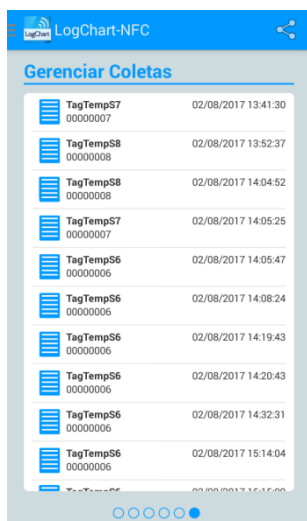 LogChart LogChart-NFC
Gerenciar Coletas
TagTempS7 02/08/2017 13:41:30
00000007
TagTempS8 02/08/2017 13:52:37
00000008
TagTempS8 02/08/2017 14:04:52
00000008
TagTempS7 02/08/2017 14:05:25
00000007
TagTempS6 02/08/2017 14:05:47
00000006
TagTempS6 02/08/2017 14:08:24
00000006
TagTempS6 02/08/2017 14:19:43
00000006
TagTempS6 02/08/2017 14:20:43
00000006
TagTempS6 02/08/2017 14:32:31
00000006
TagTempS6 02/08/2017 15:14:04
00000006